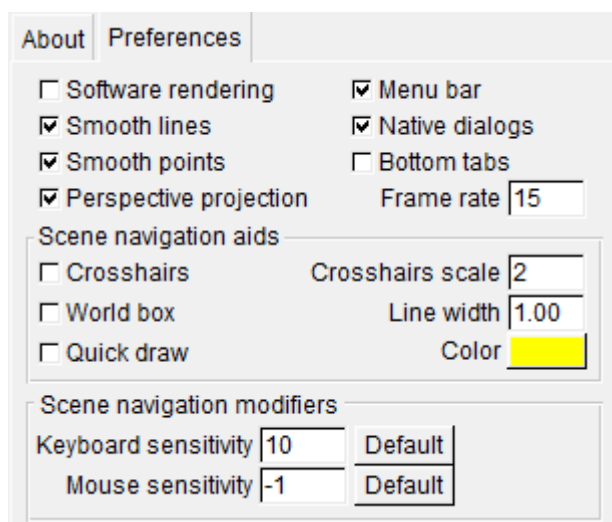 About Preferences
Software rendering Menu bar
Smooth lines Native dialogs
Smooth points Bottom tabs
Perspective projection Frame rate 15
Scene navigation aids
Crosshairs Crosshairs scale 2
World box Line width 1.00
Quick draw Color
Scene navigation modifiers
Keyboard sensitivity 10 Default
Mouse sensitivity -1 Default